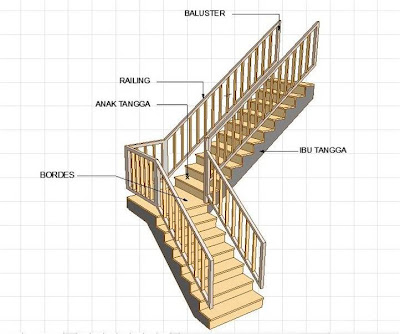 BALUSTER
RAILING
ANAK TANGGA
IBU TANGGA
BORDES